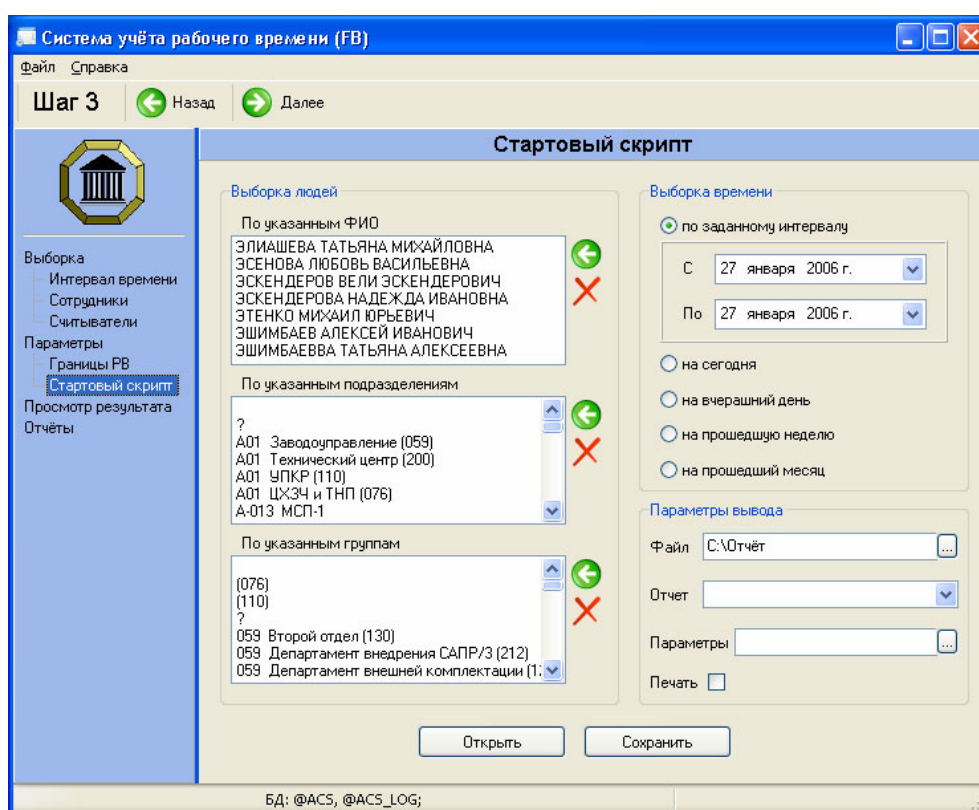 Система учёта рабочего времени (FB)
Файл Справка
Шаг 3 Назад Далее
Стартовый скрипт
Выборка
Интервал времени
Сотрудники
Считыватели
Параметры
Границы РВ
Стартовый скрипт
Просмотр результата
Отчёты
Выборка людей
По указанным ФИО
ЭЛИАШЕВА ТАТЬЯНА МИХАЙЛОВНА
ЭСЕНОВА ЛЮБОВЬ ВАСИЛЬЕВНА
ЭСКЕНДЕРОВ ВЕЛИ ЭСКЕНДЕРОВИЧ
ЭСКЕНДЕРОВА НАДЕЖДА ИВАНОВНА
ЭТЕНКО МИХАИЛ ЮРЬЕВИЧ
ЭШИМБАЕВ АЛЕКСЕЙ ИВАНОВИЧ
ЭШИМБАЕВВА ТАТЬЯНА АЛЕКСЕЕВНА
По указанным подразделениям
?
А01 Заводоуправление (059)
А01 Технический центр (200)
А01 УПКР (110)
А01 ЦХЗЧ и ТНП (076)
А-013 МСП-1
По указанным группам
(076)
(110)
?
059 Второй отдел (130)
059 Департамент внедрения САПР/3 (212)
059 Департамент внешней комплектации (1
Выборка времени
по заданному интервалу
С 27 января 2006 г.
По 27 января 2006 г.
на сегодня
на вчерашний день
на прошедшую неделю
на прошедший месяц
Параметры вывода
Файл С:\Отчёт ...
Отчет
Параметры ...
Печать
Открыть Сохранить
БД: @ACS, @ACS_LOG;